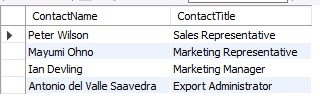 ContactName ContactTitle
Peter Wilson Sales Representative
Mayumi Ohno Marketing Representative
Ian Devling Marketing Manager
Antonio del Valle Saavedra Export Administrator